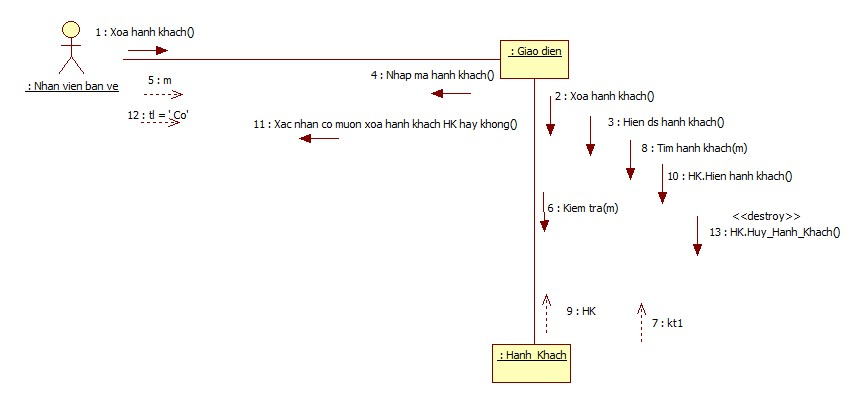 1 : Xoa hanh khach()
: Giao dien
: Nhan vien ban ve
5 : m
4 : Nhap ma hanh khach()
2 : Xoa hanh khach()
12 : tl = ' Co'
11 : Xac nhan co muon xoa hanh khach HK hay khong()
3 : Hien ds hanh khach()
8 : Tim hanh khach(m)
10 : HK.Hien hanh khach()
6 : Kiem tra(m)
<<destroy>>
13 : HK.Huy_Hanh_Khach()
9 : HK
7 : kt1
: Hanh_Khach